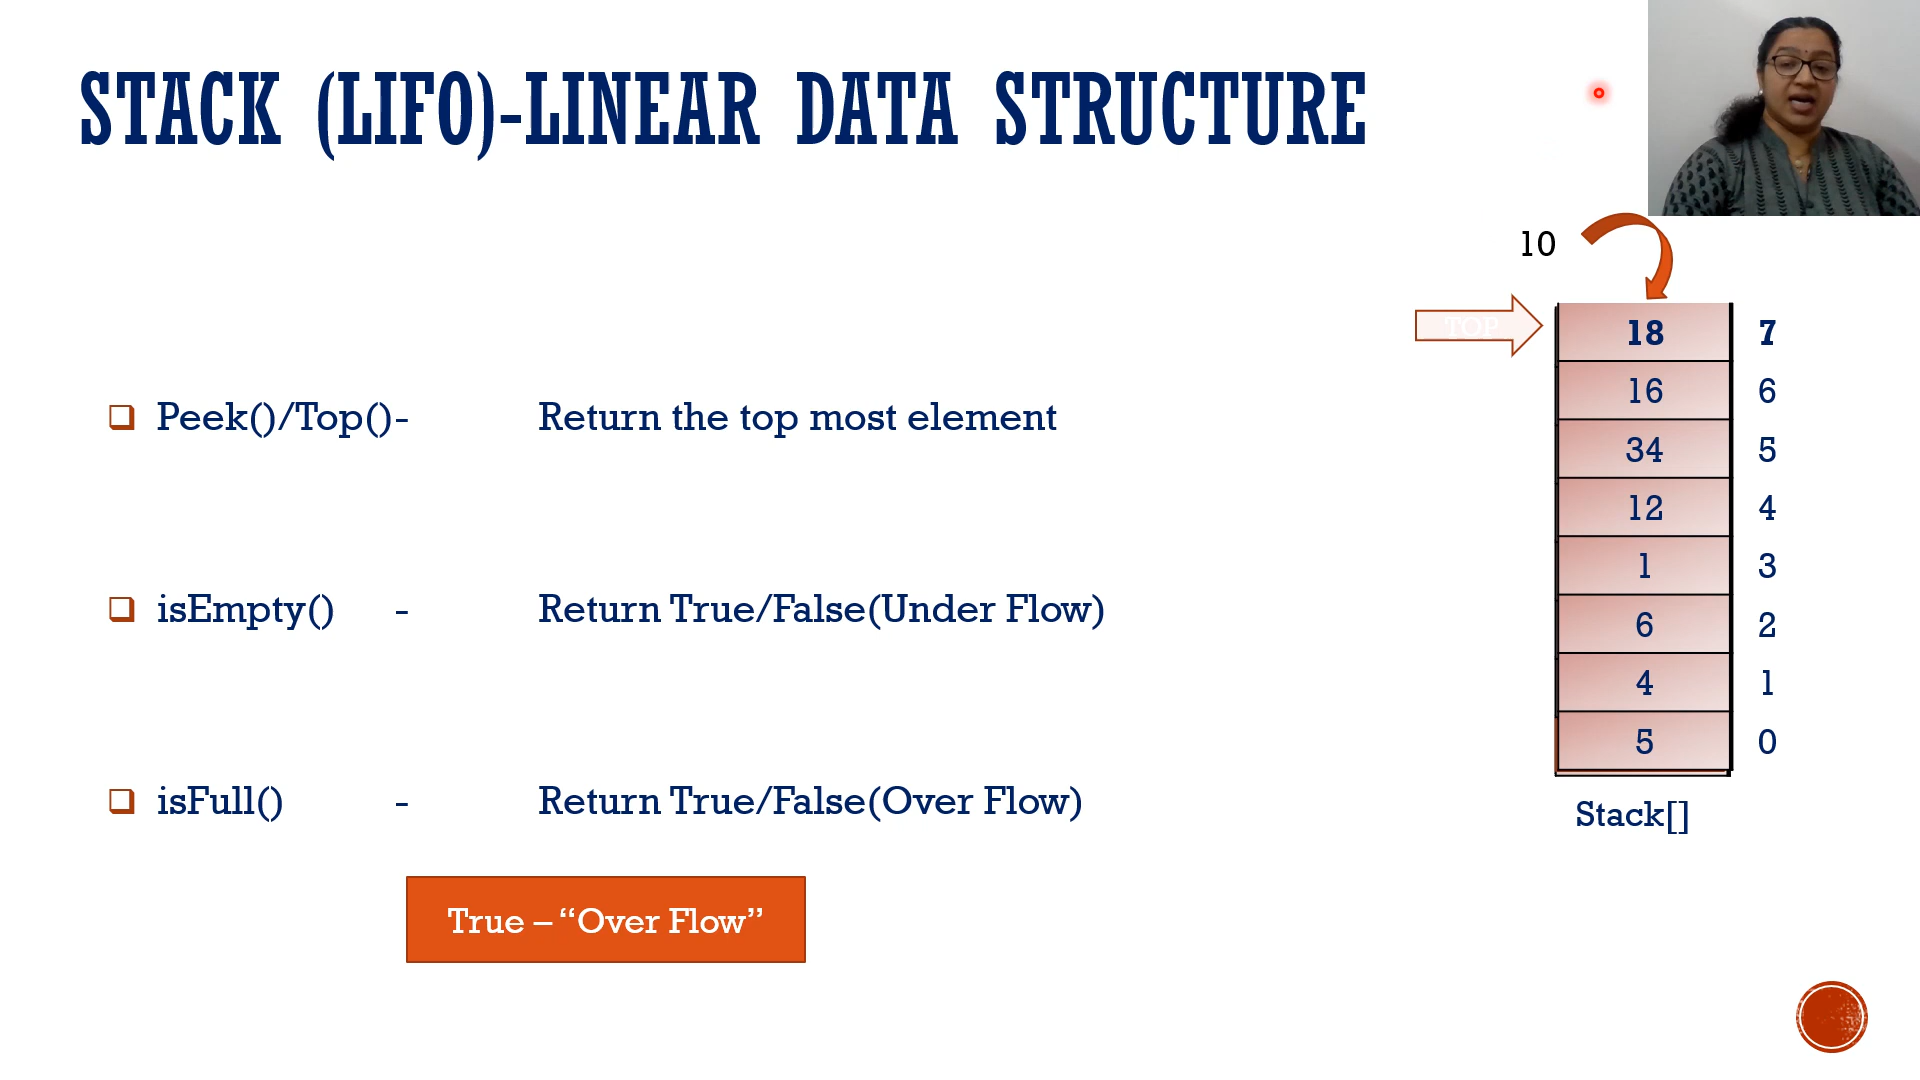 STACK (LIFO)-LINEAR DATA STRUCTURE
10
TOP
18 7
16 6
34 5
12 4
1 3
6 2
4 1
5 0
Stack[]
Peek()/Top()- Return the top most element
isEmpty() - Return True/False(Under Flow)
isFull() - Return True/False(Over Flow)
True – “Over Flow”